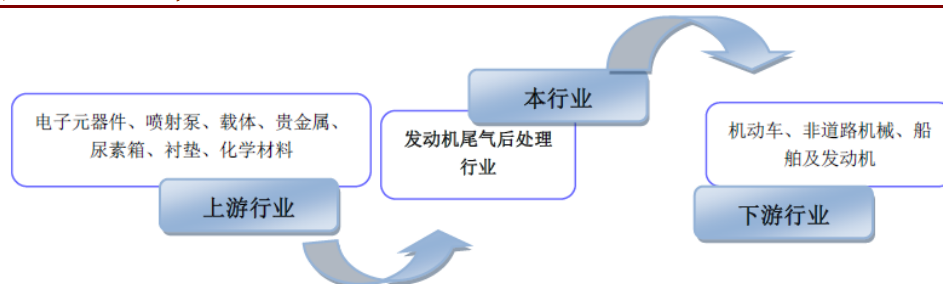 电子元器件、喷射泵、载体、贵金属、
尿素箱、衬垫、化学材料
上游行业
本行业
发动机尾气后处理
行业
机动车、非道路机械、船
舶及发动机
下游行业